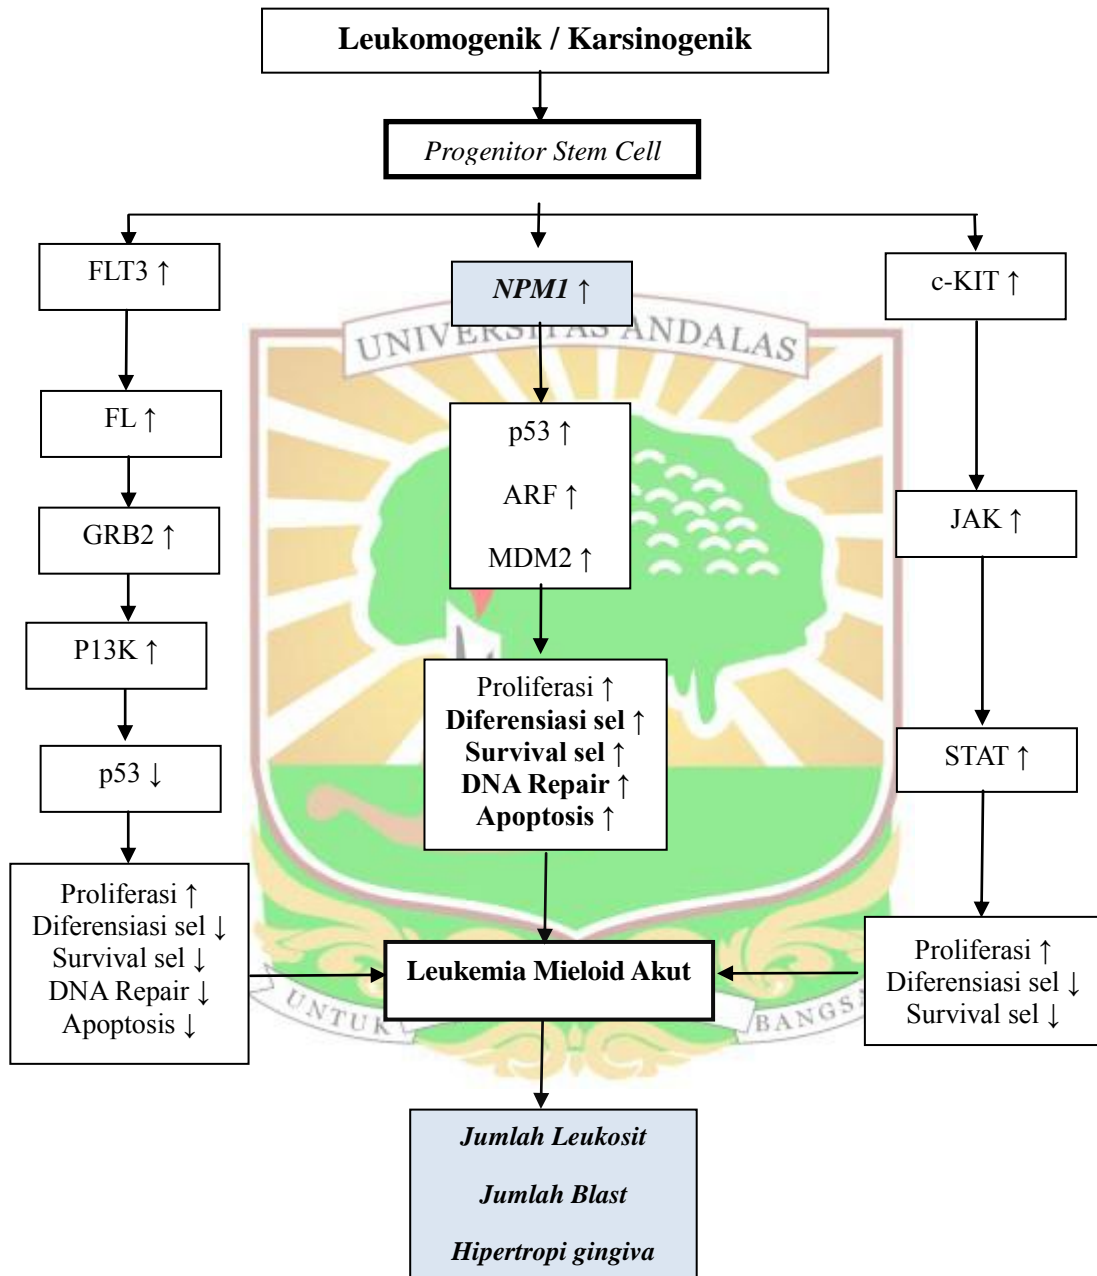 Leukomogenik / Karsinogenik
Progenitor Stem Cell
FLT3 ↑
NPM1 ↑
c-KIT ↑
UNIVERSITAS ANDALAS
FL ↑
p53 ↑
ARF ↑
MDM2 ↑
GRB2 ↑
JAK ↑
P13K ↑
Proliferasi ↑
Diferensiasi sel ↑
Survival sel ↑
DNA Repair ↑
Apoptosis ↑
p53 ↓
STAT ↑
Proliferasi ↑
Diferensiasi sel ↓
Survival sel ↓
DNA Repair ↓
Apoptosis ↓
Leukemia Mieloid Akut
Proliferasi ↑
Diferensiasi sel ↓
Survival sel ↓
UNTUK
Jumlah Leukosit
Jumlah Blast
Hipertropi gingiva